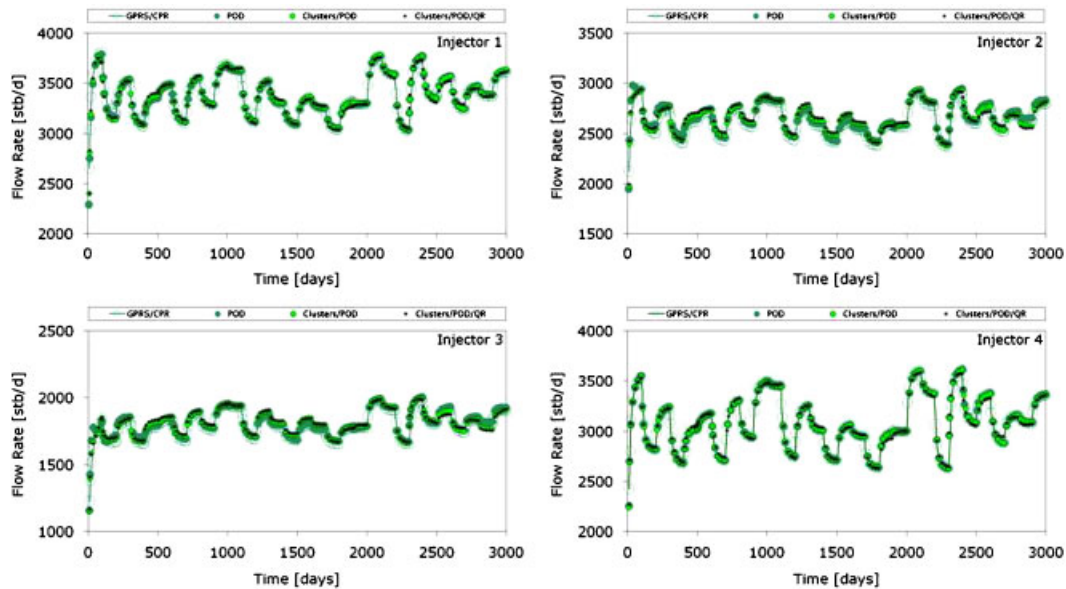 GPRS/CPR POD Clusters/POD Clusters/POD/QR
Injector 1
4000
3500
3000
2500
2000
Flow Rate [stb/d]
0 500 1000 1500 2000 2500 3000
Time [days]
GPRS/CPR POD Clusters/POD Clusters/POD/QR
Injector 2
3500
3000
2500
2000
1500
Flow Rate [stb/d]
0 500 1000 1500 2000 2500 3000
Time [days]
GPRS/CPR POD Clusters/POD Clusters/POD/QR
Injector 3
2500
2000
1500
1000
Flow Rate [stb/d]
0 500 1000 1500 2000 2500 3000
Time [days]
GPRS/CPR POD Clusters/POD Clusters/POD/QR
Injector 4
4000
3500
3000
2500
2000
Flow Rate [stb/d]
0 500 1000 1500 2000 2500 3000
Time [days]